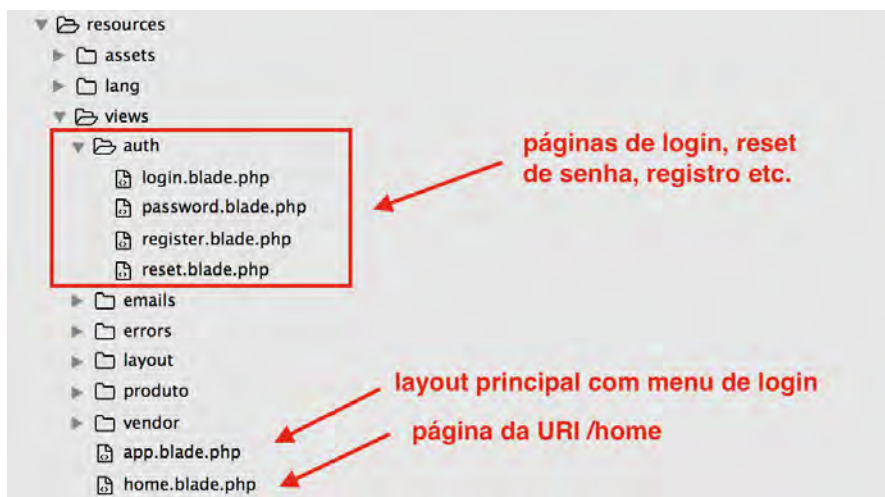 resources
assets
lang
views
auth
login.blade.php
password.blade.php
register.blade.php
reset.blade.php
páginas de login, reset
de senha, registro etc.
emails
errors
layout
produto
vendor
app.blade.php
home.blade.php
layout principal com menu de login
página da URI /home